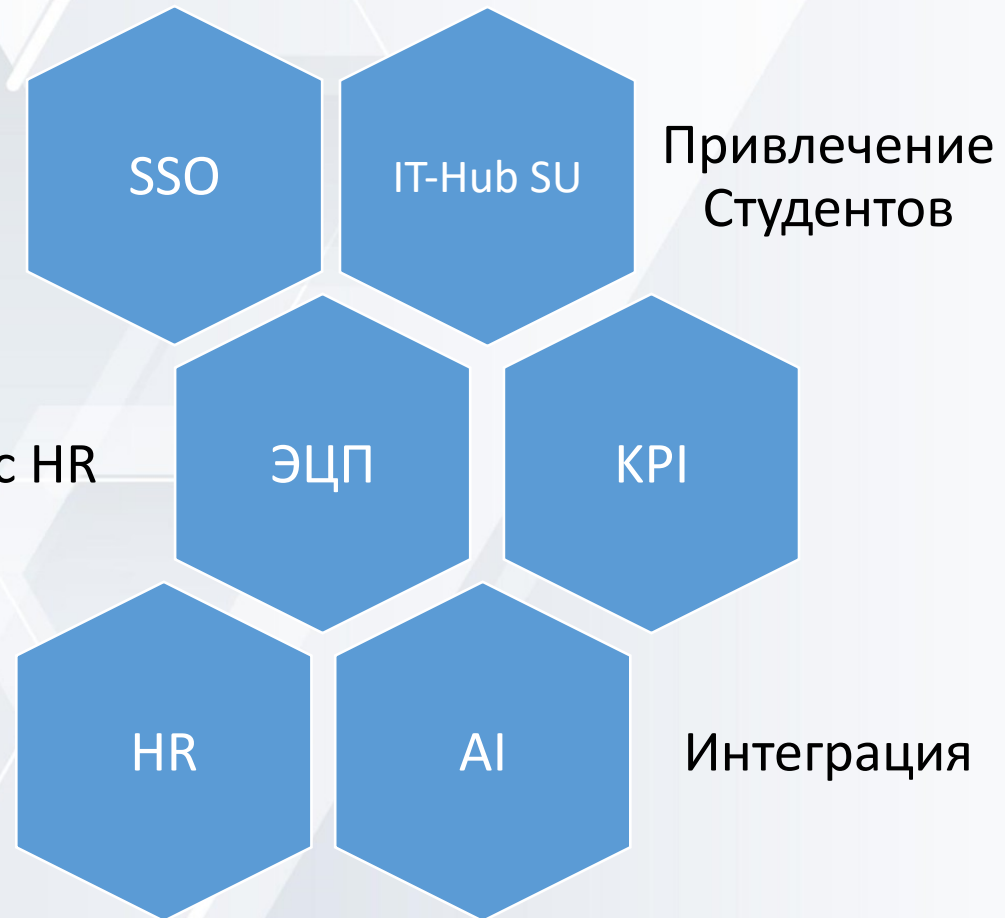 SSO
IT-Hub SU
Привлечение
Студентов
с HR
ЭЦП
KPI
HR
AI
Интеграция